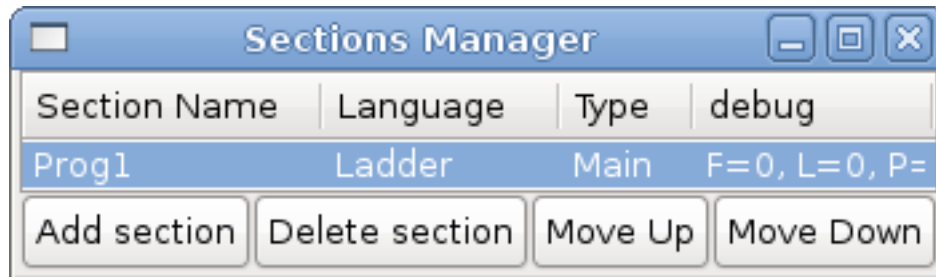 Sections Manager
Section Name Language Type debug
Prog1 Ladder Main F=0, L=0, P=
Add section Delete section Move Up Move Down